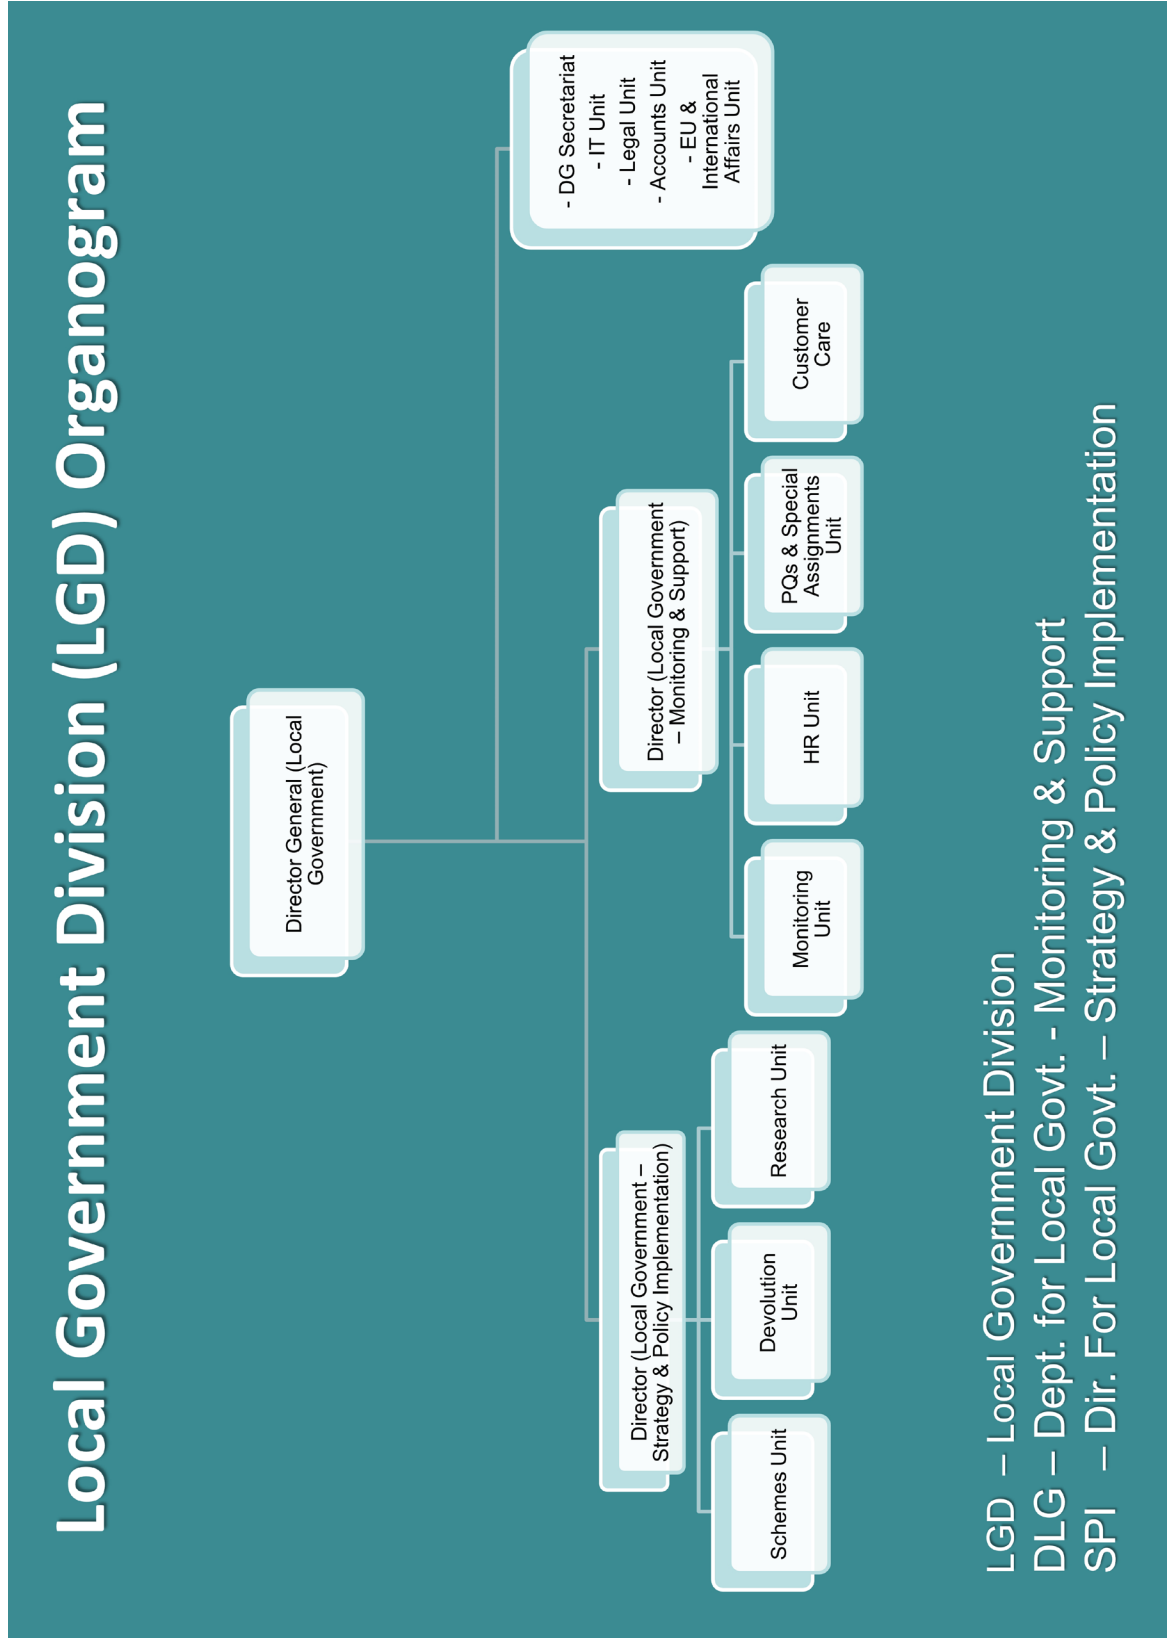 Local Government Division (LGD) Organogram
Director General (Local
Government)
- DG Secretariat
- IT Unit
- Legal Unit
- Accounts Unit
- EU &
International
Affairs Unit
Director (Local Government –
Strategy & Policy Implementation)
Director (Local Government
– Monitoring & Support)
Schemes Unit
Devolution
Unit
Research Unit
Monitoring
Unit
HR Unit
PQs & Special
Assignments
Unit
Customer
Care
LGD – Local Government Division
DLG – Dept. for Local Govt. - Monitoring & Support
SPI – Dir. For Local Govt. – Strategy & Policy Implementation